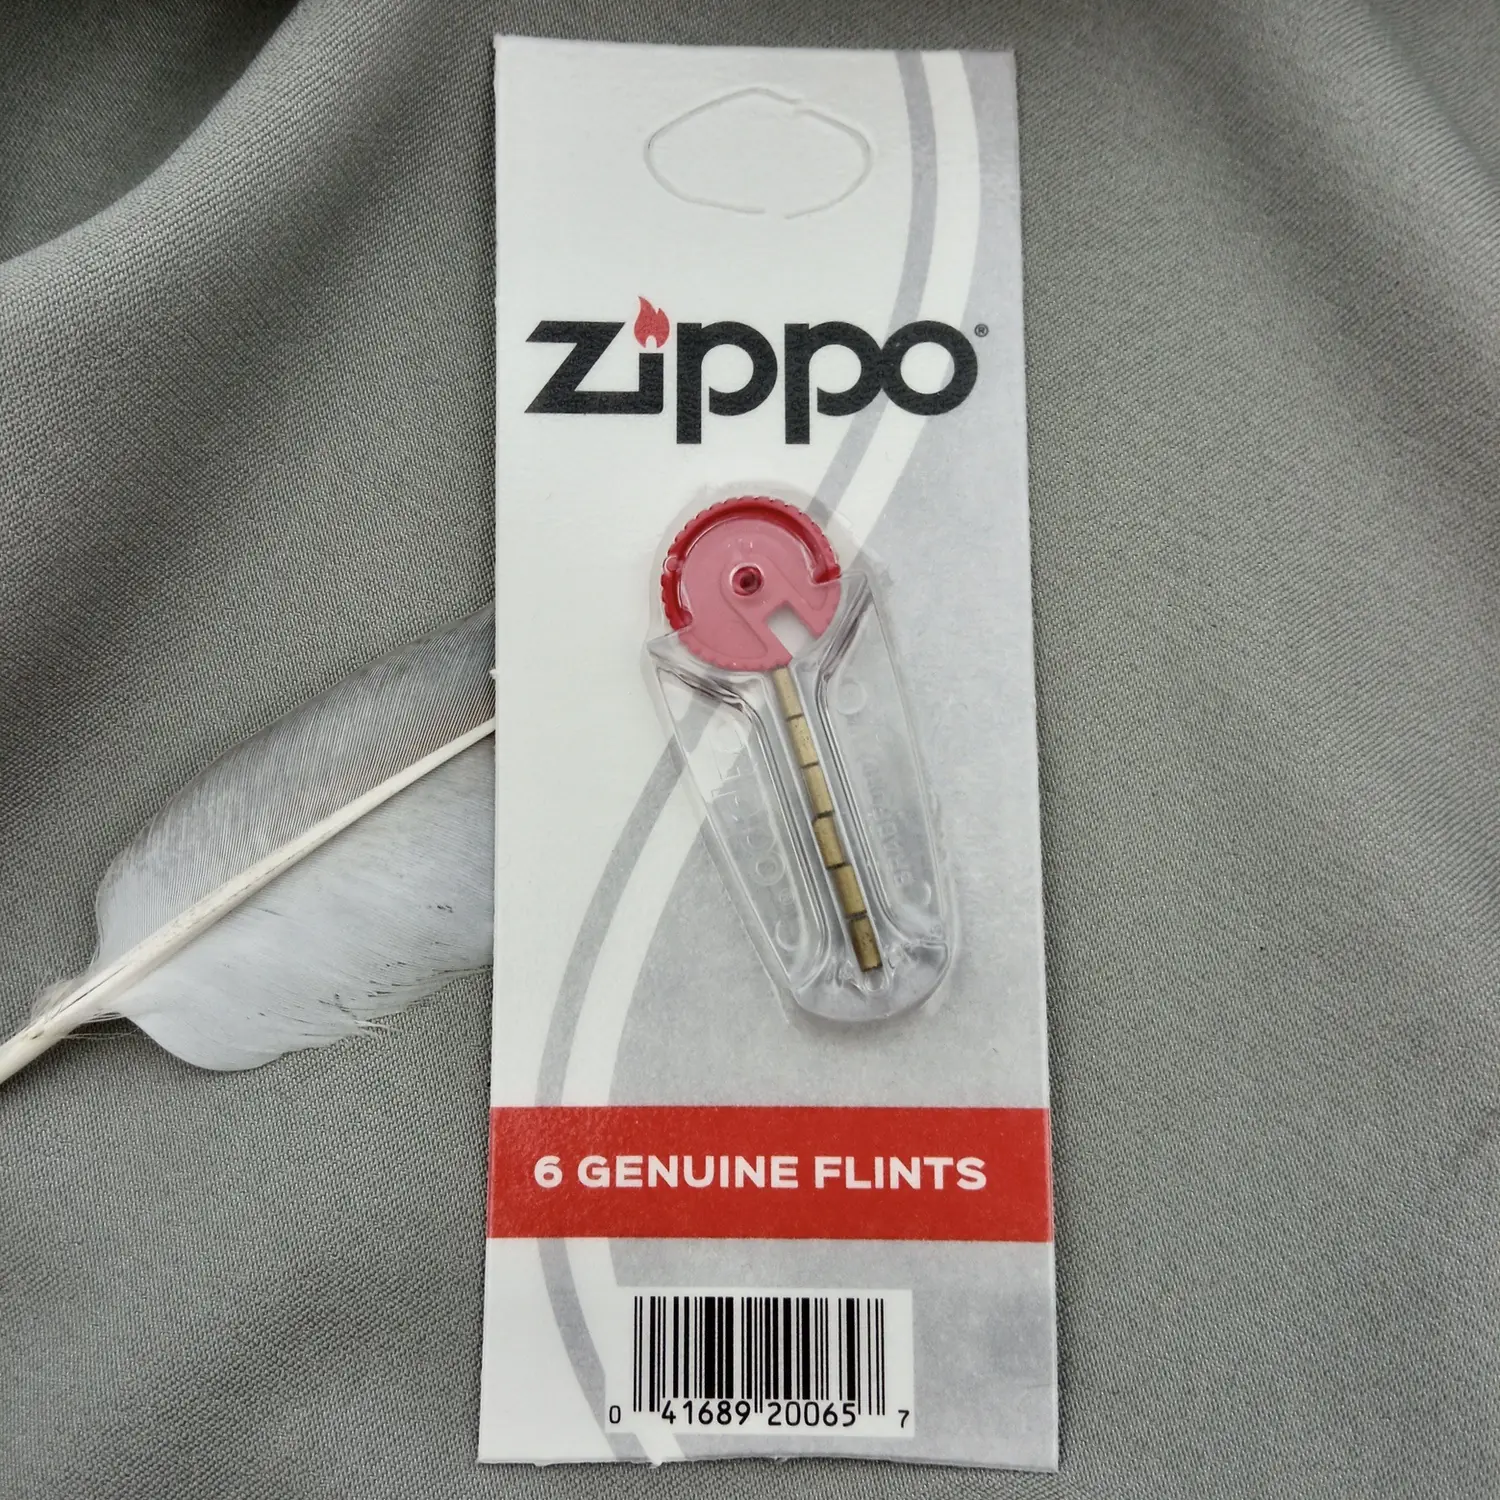 zippo®
6 GENUINE FLINTS
0 41689 20065 7